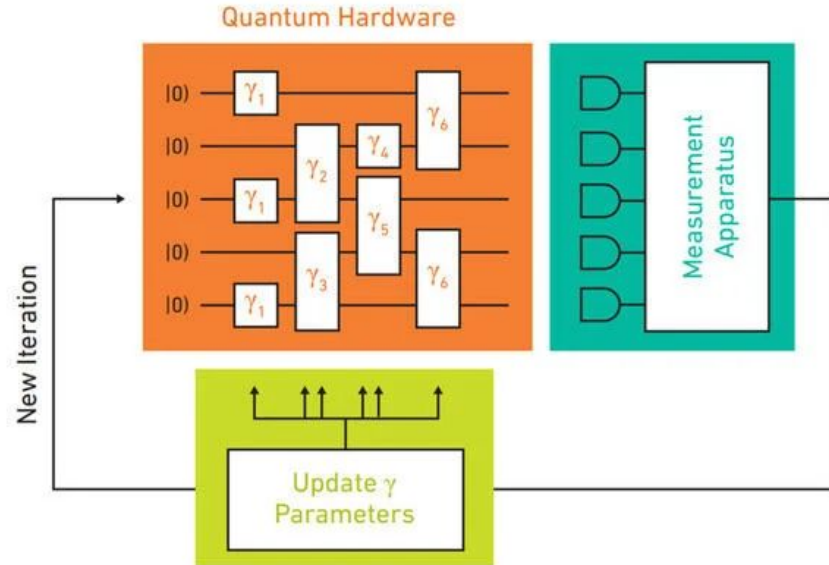 Quantum Hardware
|0⟩ γ₁ γ₆
|0⟩ γ₂ γ₄
|0⟩ γ₁ γ₅
|0⟩ γ₃ γ₆
|0⟩ γ₁
Measurement
Apparatus
New Iteration
Update γ
Parameters